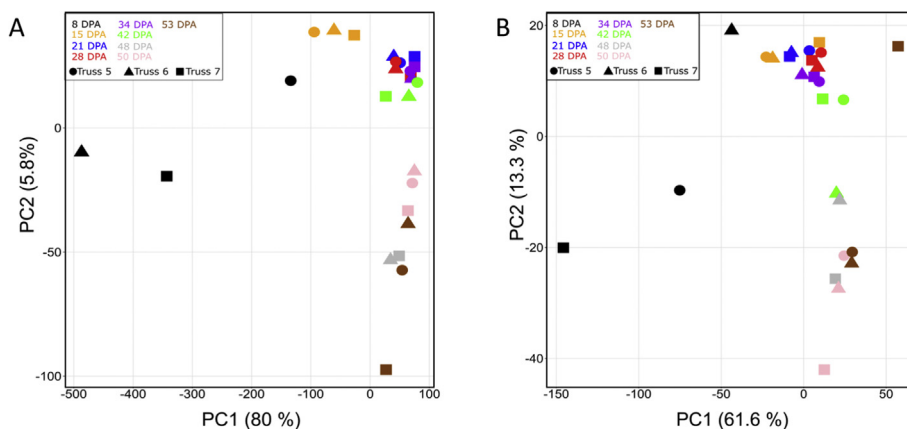 A
8 DPA 34 DPA 53 DPA
15 DPA 42 DPA
21 DPA 48 DPA
28 DPA 50 DPA
Truss 5 Truss 6 Truss 7
0
-50
-100
PC2 (5.8%)
-500 -400 -300 -200 -100 0 100
PC1 (80 %)
B
8 DPA 34 DPA 53 DPA
15 DPA 42 DPA
21 DPA 48 DPA
28 DPA 50 DPA
Truss 5 Truss 6 Truss 7
20
0
-20
-40
PC2 (13.3 %)
-150 -100 -50 0 50
PC1 (61.6 %)